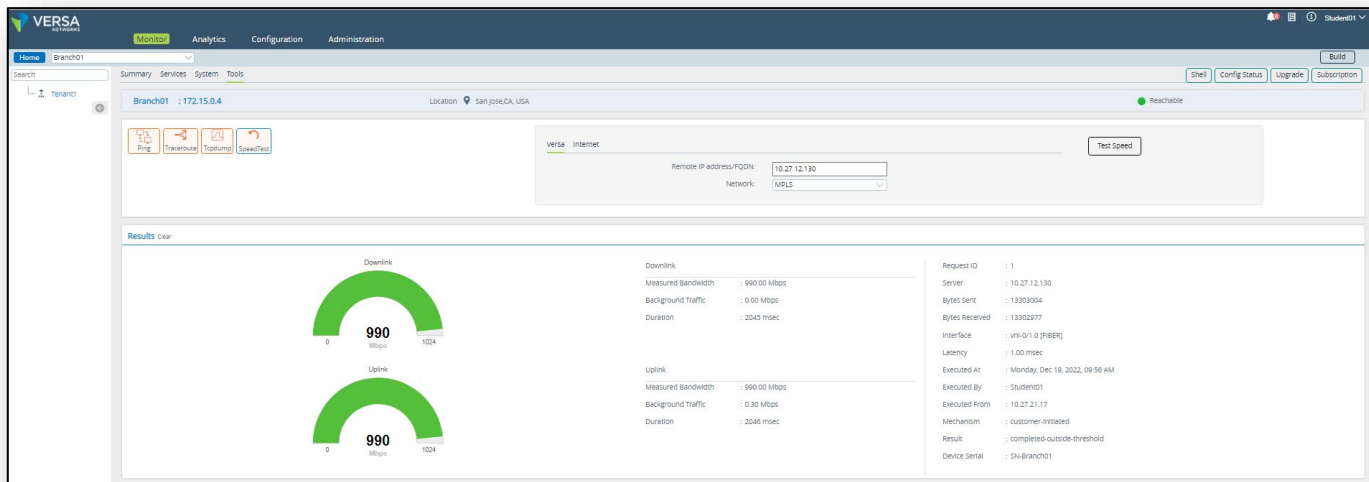 VERSA
NETWORKS
Student01
Monitor Analytics Configuration Administration
Home Branch01 Build
Search Summary Services System Tools Shell Config Status Upgrade Subscription
Tenant1
Branch01 : 172.15.0.4 Location San Jose,CA, USA Reachable
Ping Traceroute Tcpdump SpeedTest
Versa Internet Test Speed
Remote IP address/FQDN: 10.27.12.130
Network: MPLS
Results Clear
Downlink
990
Mbps
0 1024
Uplink
990
Mbps
0 1024
Downlink
Measured Bandwidth : 990.00 Mbps
Background Traffic : 0.00 Mbps
Duration : 2045 msec
Uplink
Measured Bandwidth : 990.00 Mbps
Background Traffic : 0.30 Mbps
Duration : 2046 msec
Request ID : 1
Server : 10.27.12.130
Bytes Sent : 13303004
Bytes Received : 13302977
Interface : vni-0/1.0 [FIBER]
Latency : 1.00 msec
Executed At : Monday, Dec 19, 2022, 09:56 AM
Executed By : Student01
Executed From : 10.27.21.17
Mechanism : customer-initiated
Result : completed-outside-threshold
Device Serial : SN-Branch01